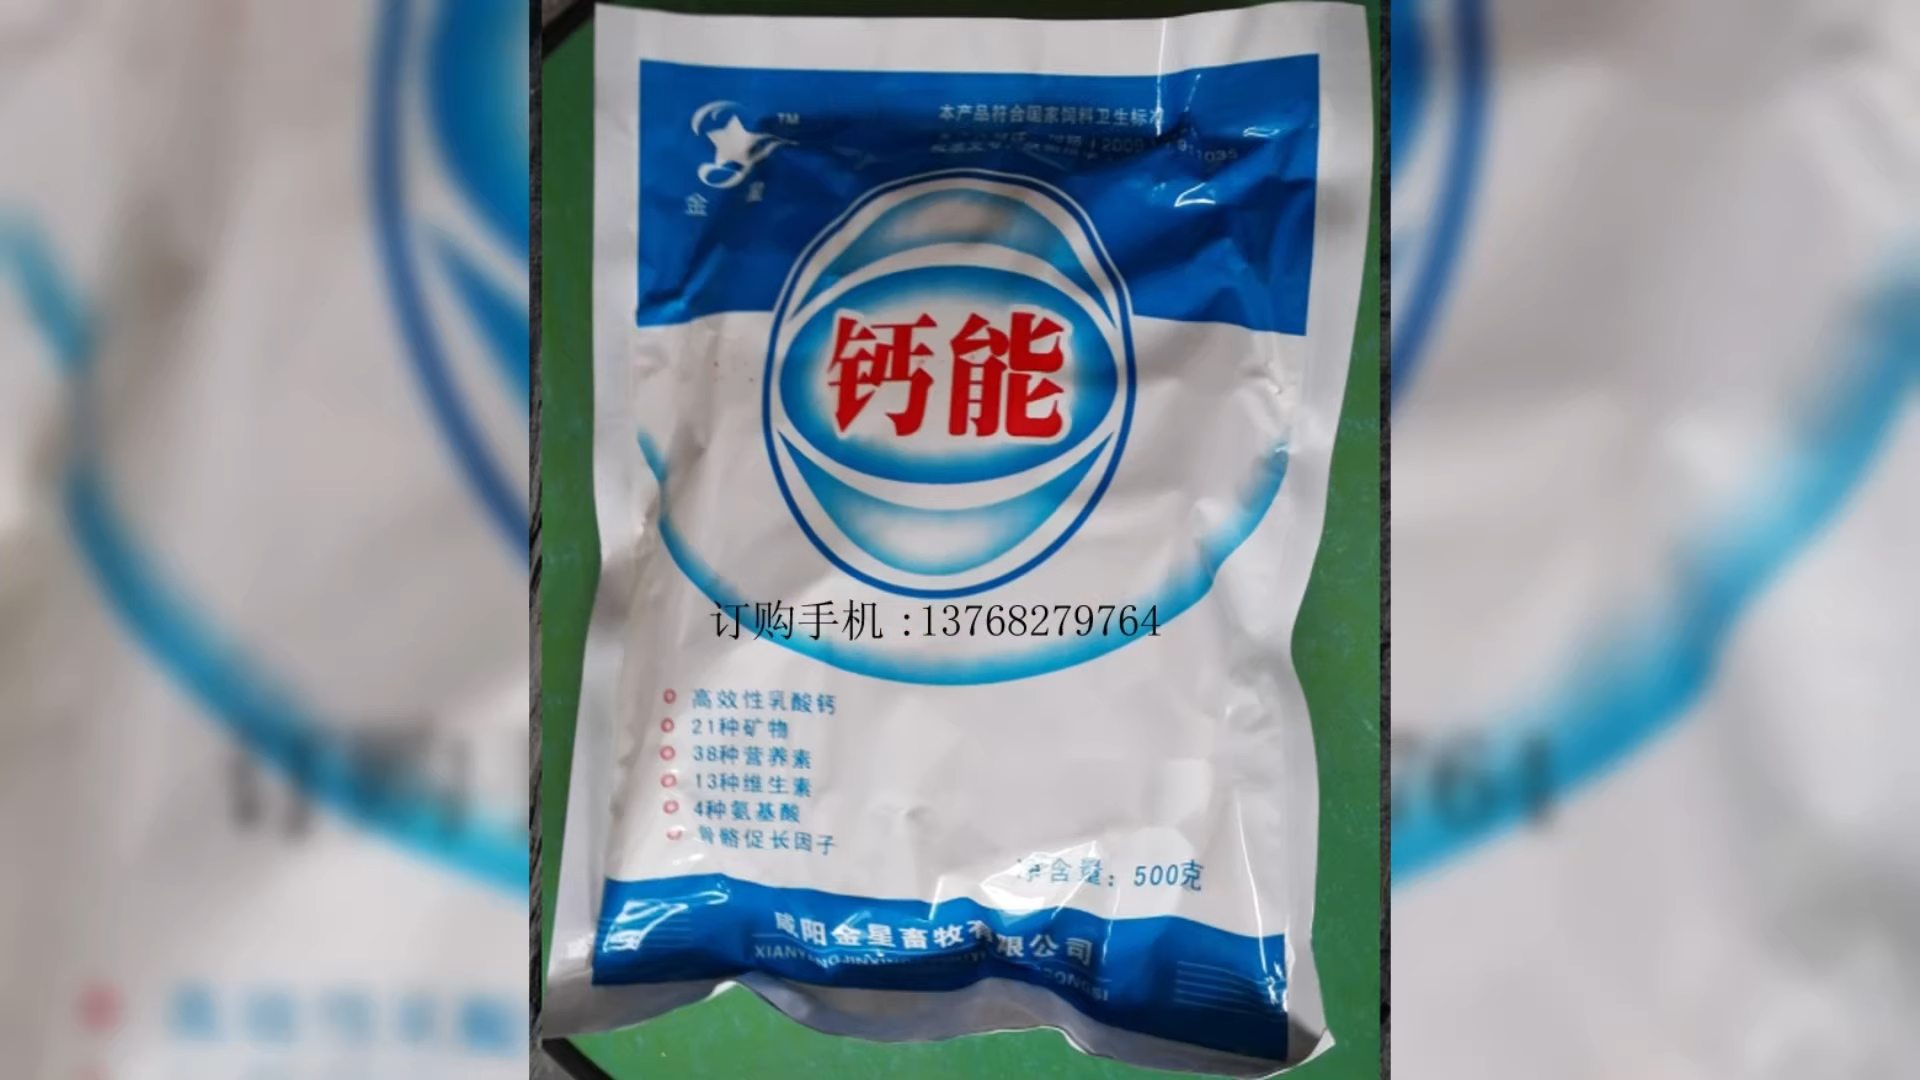 本产品符合国家饲料卫生标准
TM
金星
钙能
订购手机:13768279764
高效性乳酸钙
21种矿物
38种营养素
13种维生素
4种氨基酸
骨骼促长因子
净含量:500克
咸阳金星畜牧有限公司